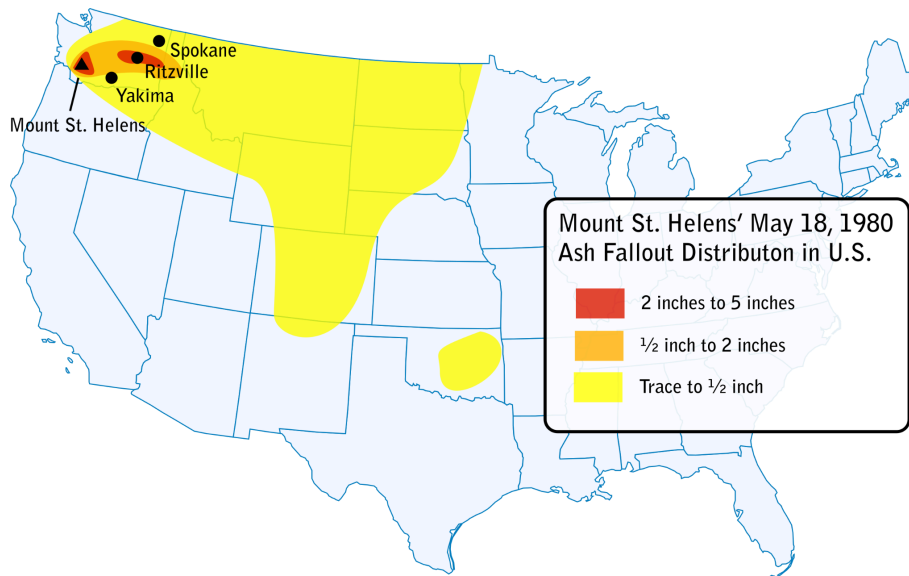 Spokane
Ritzville
Yakima
Mount St. Helens
Mount St. Helens' May 18, 1980
Ash Fallout Distributon in U.S.
2 inches to 5 inches
½ inch to 2 inches
Trace to ½ inch